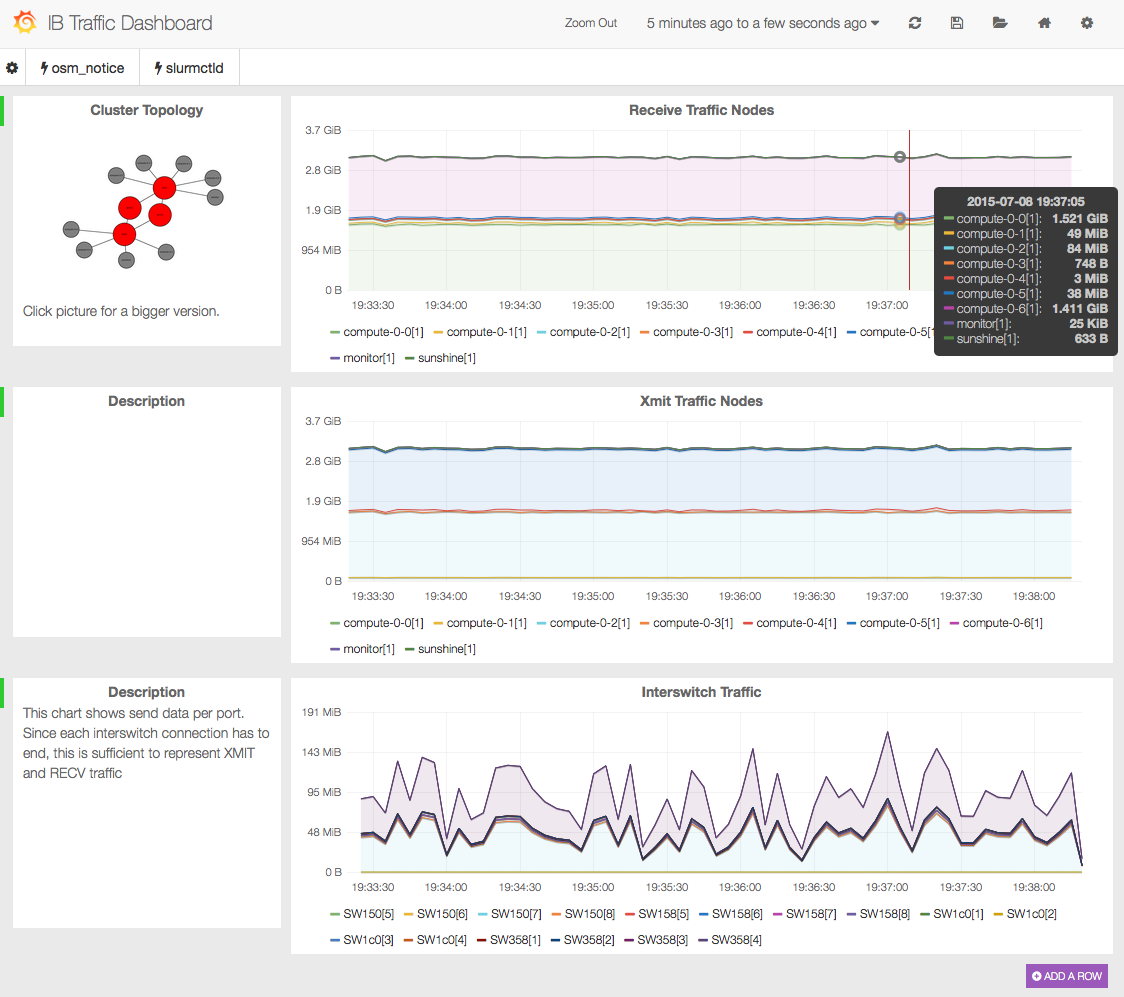 IB Traffic Dashboard
Zoom Out
5 minutes ago to a few seconds ago
osm_notice
slurmctld
Cluster Topology
Click picture for a bigger version.
Receive Traffic Nodes
3.7 GiB
2.8 GiB
1.9 GiB
954 MiB
0 B
19:33:30 19:34:00 19:34:30 19:35:00 19:35:30 19:36:00 19:36:30 19:37:00
compute-0-0[1] compute-0-1[1] compute-0-2[1] compute-0-3[1] compute-0-4[1] compute-0-5[1
monitor[1] sunshine[1]
2015-07-08 19:37:05
compute-0-0[1]: 1.521 GiB
compute-0-1[1]: 49 MiB
compute-0-2[1]: 84 MiB
compute-0-3[1]: 748 B
compute-0-4[1]: 3 MiB
compute-0-5[1]: 38 MiB
compute-0-6[1]: 1.411 GiB
monitor[1]: 25 KiB
sunshine[1]: 633 B
Description
Xmit Traffic Nodes
3.7 GiB
2.8 GiB
1.9 GiB
954 MiB
0 B
19:33:30 19:34:00 19:34:30 19:35:00 19:35:30 19:36:00 19:36:30 19:37:00 19:37:30 19:38:00
compute-0-0[1] compute-0-1[1] compute-0-2[1] compute-0-3[1] compute-0-4[1] compute-0-5[1] compute-0-6[1]
monitor[1] sunshine[1]
Description
This chart shows send data per port.
Since each interswitch connection has to
end, this is sufficient to represent XMIT
and RECV traffic
Interswitch Traffic
191 MiB
143 MiB
95 MiB
48 MiB
0 B
19:33:30 19:34:00 19:34:30 19:35:00 19:35:30 19:36:00 19:36:30 19:37:00 19:37:30 19:38:00
SW150[5] SW150[6] SW150[7] SW150[8] SW158[5] SW158[6] SW158[7] SW158[8] SW1c0[1] SW1c0[2]
SW1c0[3] SW1c0[4] SW358[1] SW358[2] SW358[3] SW358[4]
ADD A ROW